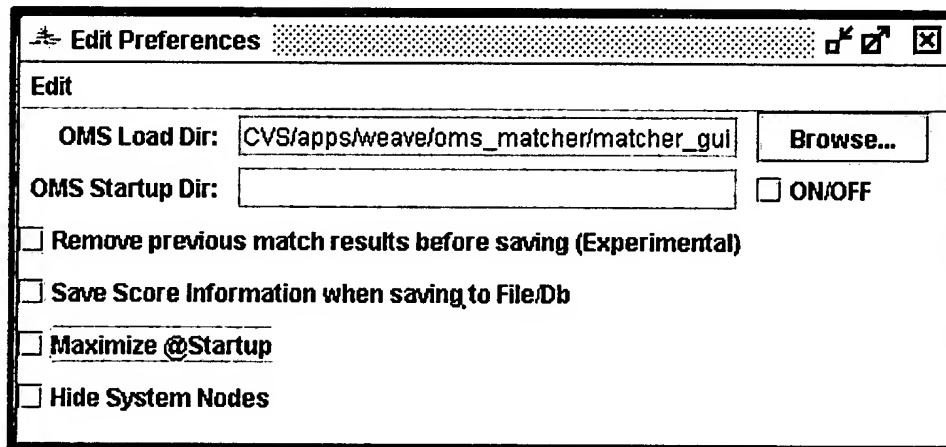 Edit Preferences
Edit
OMS Load Dir: CVS/apps/weave/oms_matcher/matcher_gui Browse...
OMS Startup Dir: ON/OFF
Remove previous match results before saving (Experimental)
Save Score Information when saving to File/Db
Maximize @Startup
Hide System Nodes